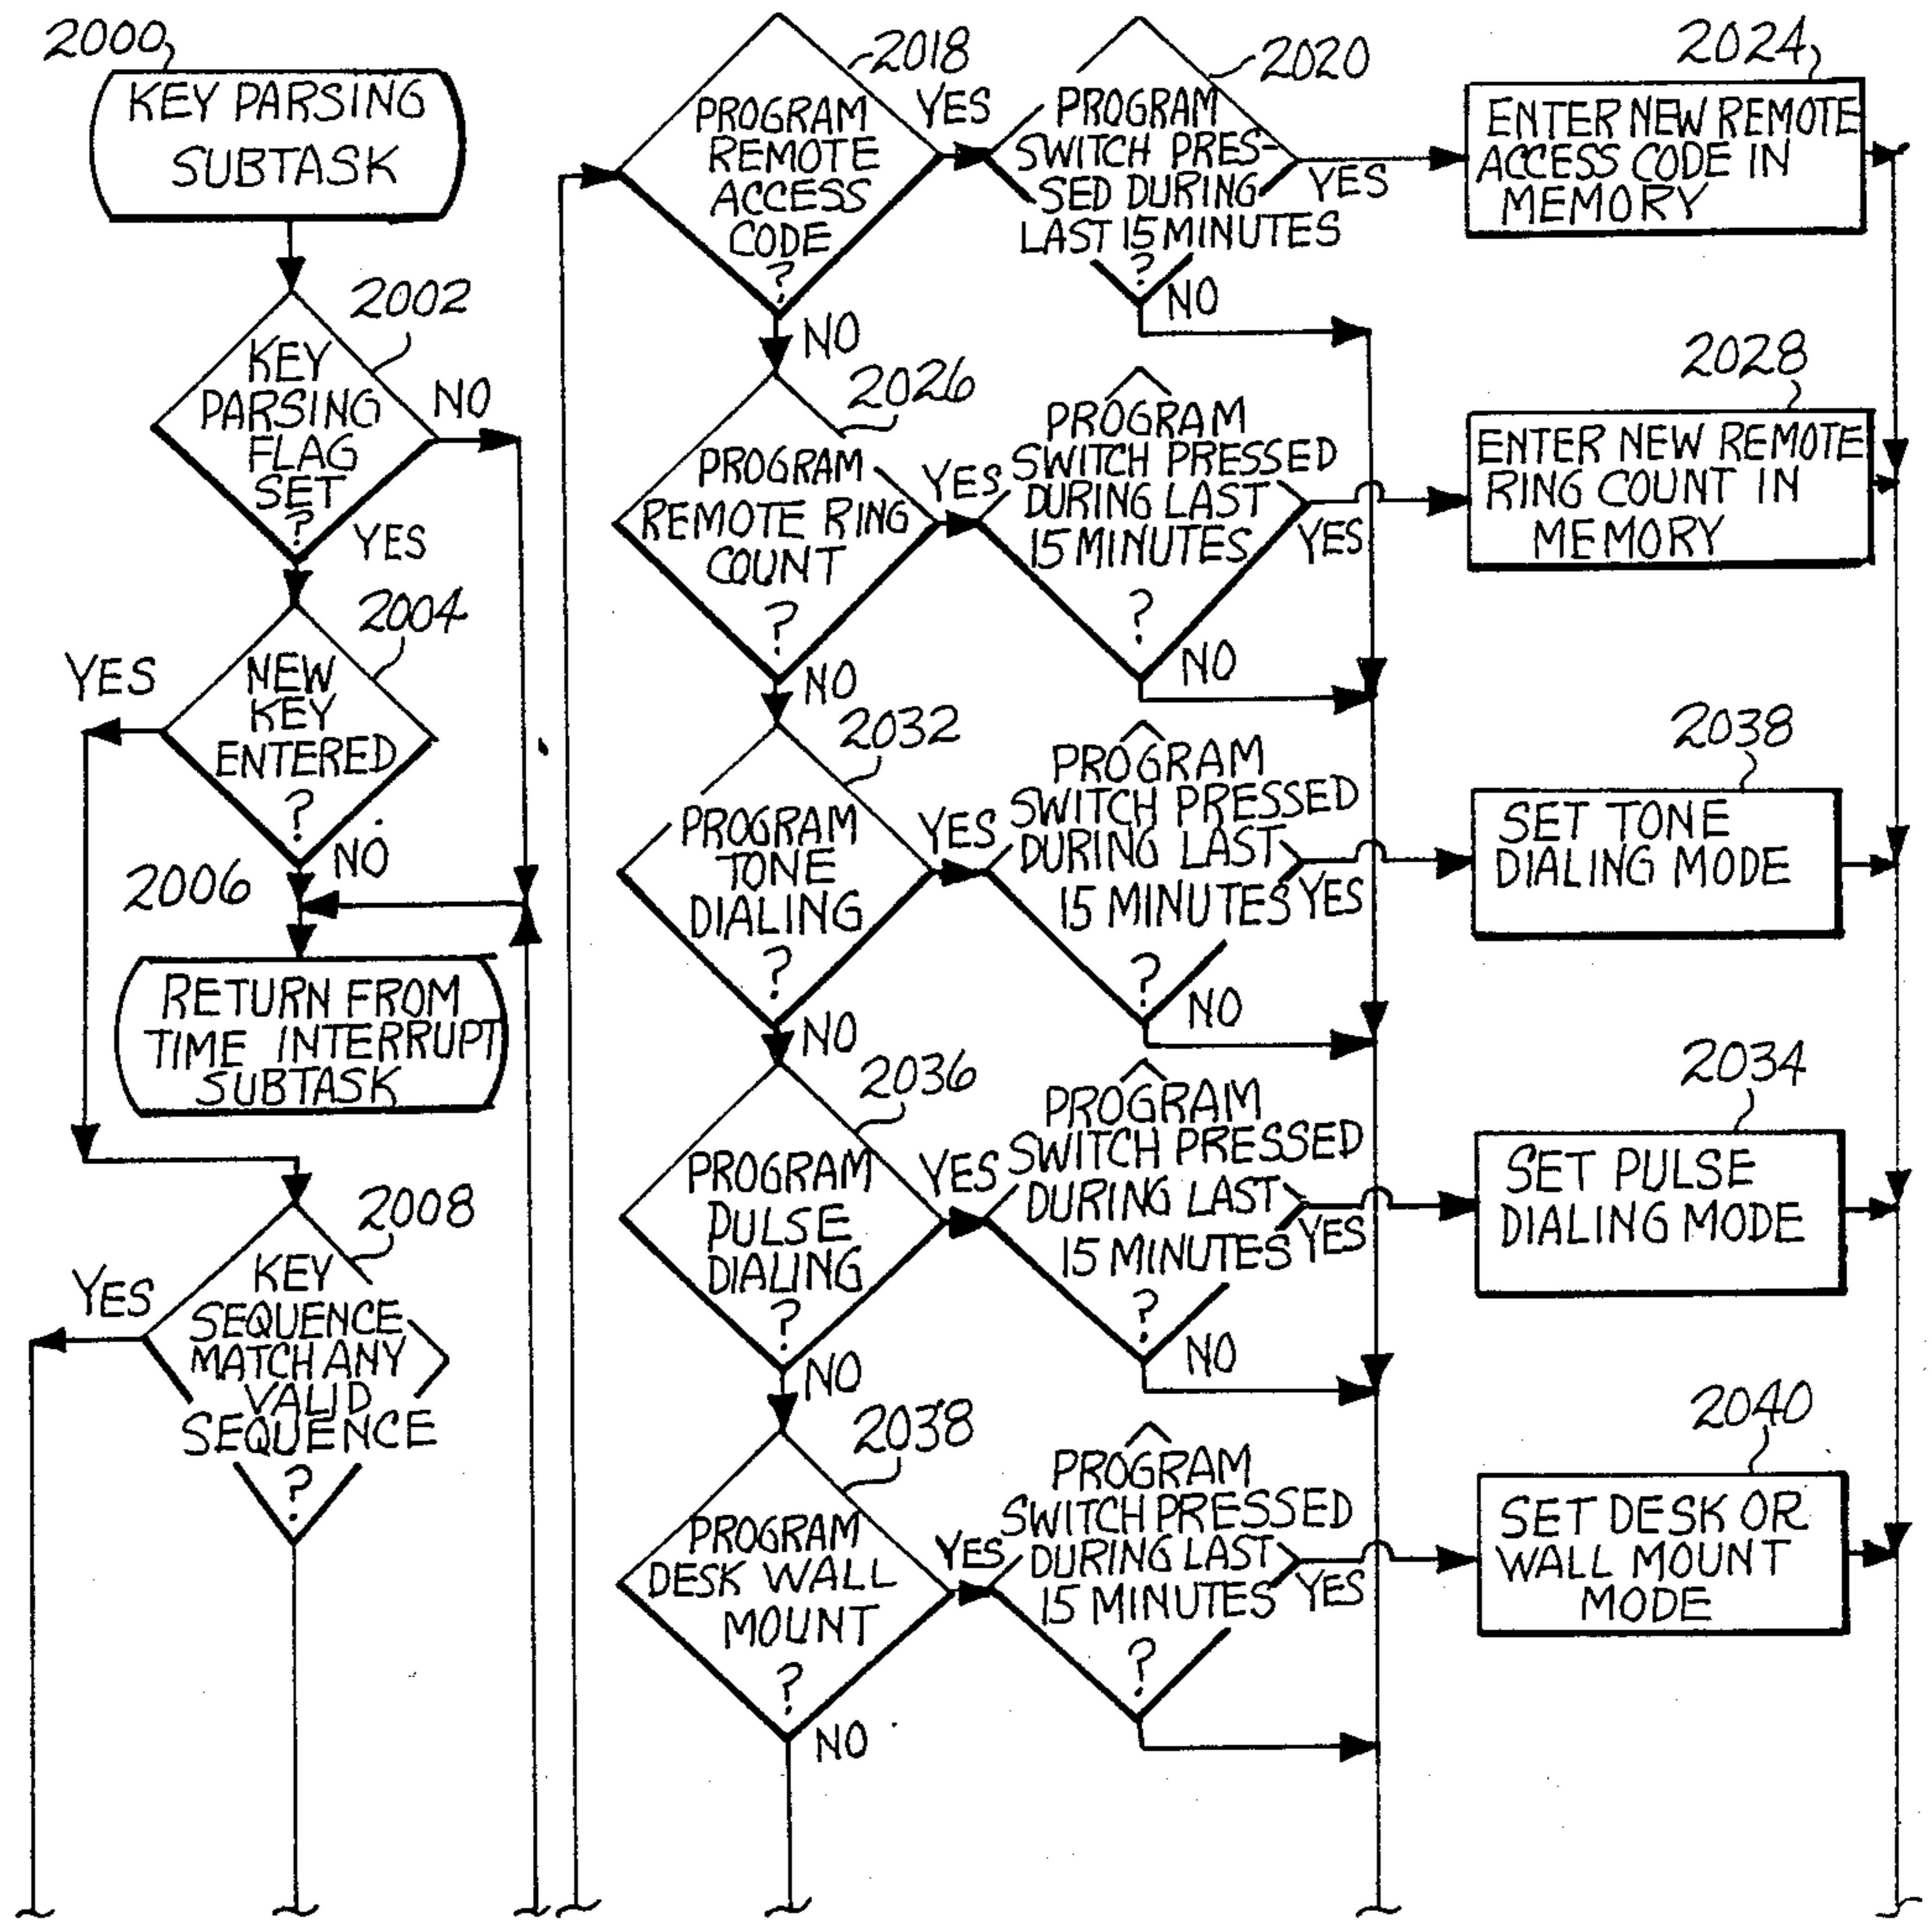 2000
KEY PARSING
SUBTASK
2002
KEY
PARSING
FLAG
SET
?
NO
YES
2004
NEW
KEY
ENTERED
?
YES
NO
2006
RETURN FROM
TIME INTERRUPT
SUBTASK
2008
KEY
SEQUENCE
MATCH ANY
VALID
SEQUENCE
?
YES
2018
PROGRAM
REMOTE
ACCESS
CODE
?
YES
NO
2020
PROGRAM
SWITCH PRES-
SED DURING
LAST 15 MINUTES
?
YES
NO
2024
ENTER NEW REMOTE
ACCESS CODE IN
MEMORY
2026
PROGRAM
REMOTE RING
COUNT
?
YES
NO
PROGRAM
SWITCH PRESSED
DURING LAST
15 MINUTES
?
YES
NO
2028
ENTER NEW REMOTE
RING COUNT IN
MEMORY
2032
PROGRAM
TONE
DIALING
?
YES
NO
PROGRAM
SWITCH PRESSED
DURING LAST
15 MINUTES
?
YES
NO
2038
SET TONE
DIALING MODE
2036
PROGRAM
PULSE
DIALING
?
YES
NO
PROGRAM
SWITCH PRESSED
DURING LAST
15 MINUTES
?
YES
NO
2034
SET PULSE
DIALING MODE
2038
PROGRAM
DESK WALL
MOUNT
?
YES
NO
PROGRAM
SWITCH PRESSED
DURING LAST
15 MINUTES
?
YES
2040
SET DESK OR
WALL MOUNT
MODE